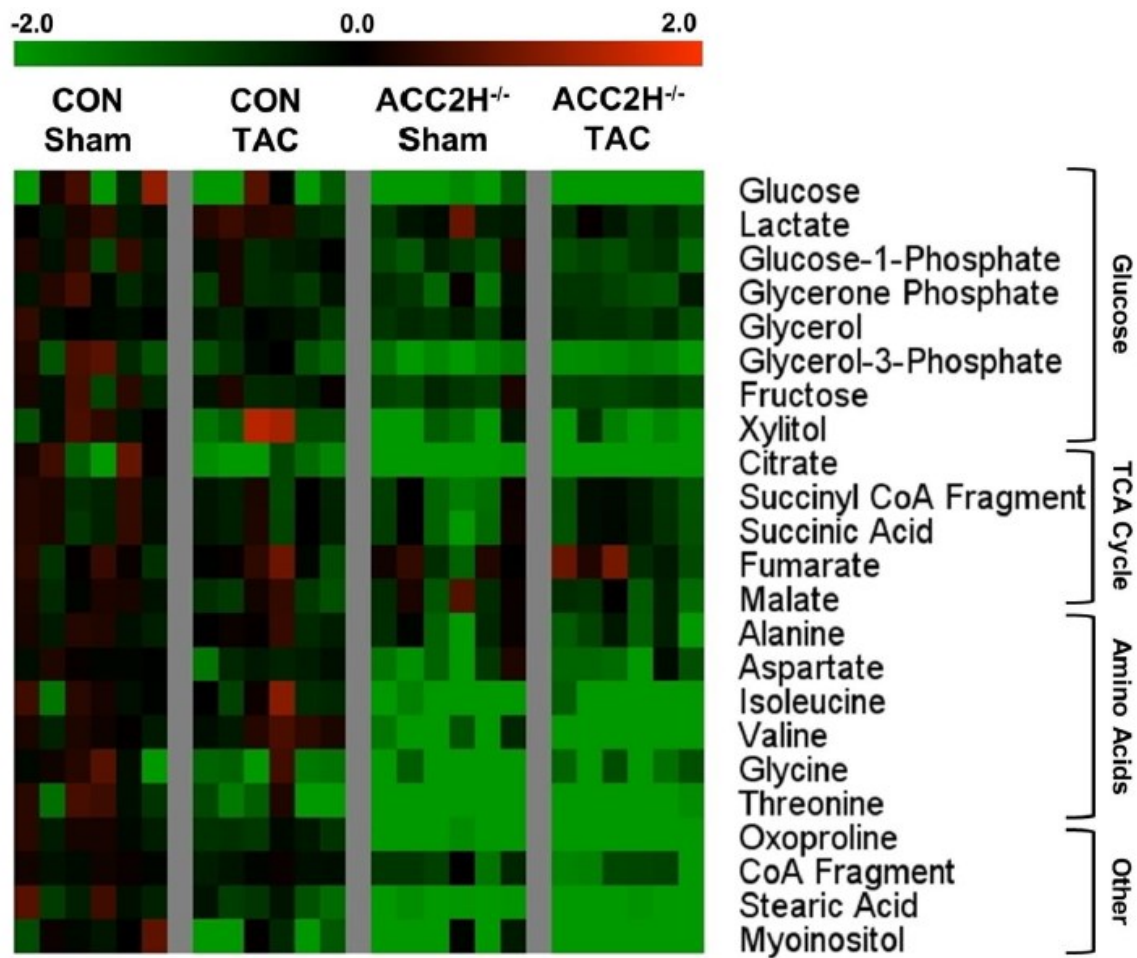 -2.0 0.0 2.0
CON CON ACC2H-/- ACC2H-/-
Sham TAC Sham TAC
Glucose
Lactate
Glucose-1-Phosphate
Glycerone Phosphate
Glycerol
Glycerol-3-Phosphate
Fructose
Xylitol
Citrate
Succinyl CoA Fragment
Succinic Acid
Fumarate
Malate
Alanine
Aspartate
Isoleucine
Valine
Glycine
Threonine
Oxoproline
CoA Fragment
Stearic Acid
Myoinositol
Glucose
TCA Cycle
Amino Acids
Other